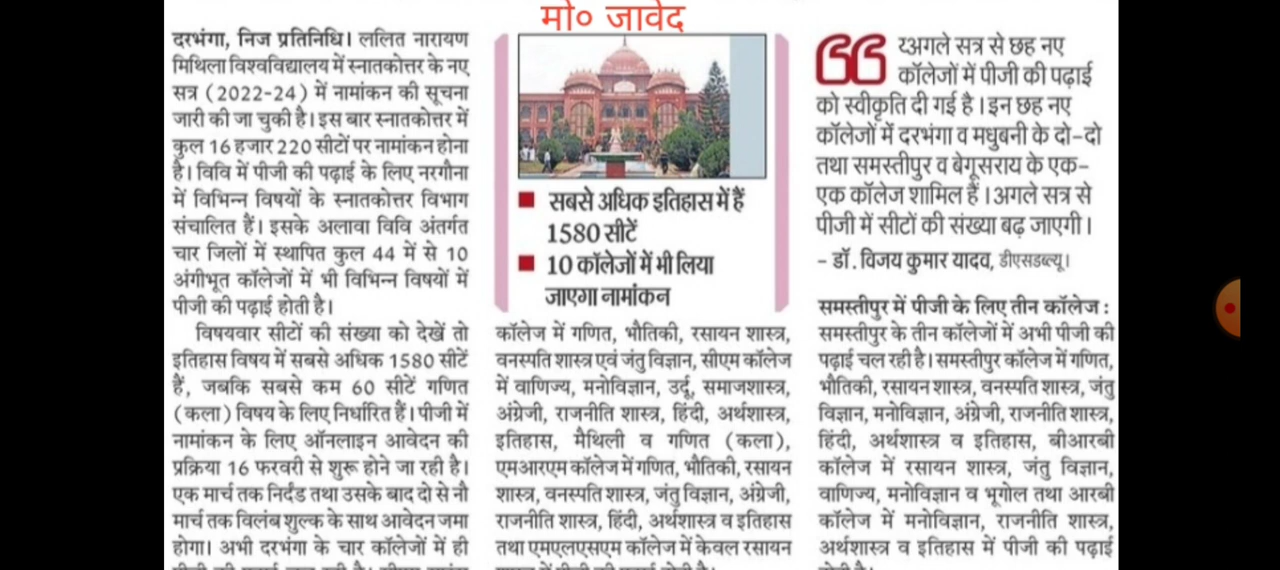 मो० जावेद
दरभंगा, निज प्रतिनिधि। ललित नारायण
मिथिला विश्वविद्यालय में स्नातकोत्तर के नए
सत्र (2022-24) में नामांकन की सूचना
जारी की जा चुकी है। इस बार स्नातकोत्तर में
कुल 16 हजार 220 सीटों पर नामांकन होना
है। विवि में पीजी की पढ़ाई के लिए नरगौना
में विभिन्न विषयों के स्नातकोत्तर विभाग
संचालित हैं। इसके अलावा विवि अंतर्गत
चार जिलों में स्थापित कुल 44 में से 10
अंगीभूत कॉलेजों में भी विभिन्न विषयों में
पीजी की पढ़ाई होती है।
विषयवार सीटों की संख्या को देखें तो
इतिहास विषय में सबसे अधिक 1580 सीटें
हैं, जबकि सबसे कम 60 सीटें गणित
(कला) विषय के लिए निर्धारित हैं। पीजी में
नामांकन के लिए ऑनलाइन आवेदन की
प्रक्रिया 16 फरवरी से शुरू होने जा रही है।
एक मार्च तक निर्दंड तथा उसके बाद दो से नौ
मार्च तक विलंब शुल्क के साथ आवेदन जमा
होगा। अभी दरभंगा के चार कॉलेजों में ही
सबसे अधिक इतिहास में हैं
1580 सीटें
10 कॉलेजों में भी लिया
जाएगा नामांकन
कॉलेज में गणित, भौतिकी, रसायन शास्त्र,
वनस्पति शास्त्र एवं जंतु विज्ञान, सीएम कॉलेज
में वाणिज्य, मनोविज्ञान, उर्दू, समाजशास्त्र,
अंग्रेजी, राजनीति शास्त्र, हिंदी, अर्थशास्त्र,
इतिहास, मैथिली व गणित (कला),
एमआरएम कॉलेज में गणित, भौतिकी, रसायन
शास्त्र, वनस्पति शास्त्र, जंतु विज्ञान, अंग्रेजी,
राजनीति शास्त्र, हिंदी, अर्थशास्त्र व इतिहास
तथा एमएलएसएम कॉलेज में केवल रसायन
अगले सत्र से छह नए
कॉलेजों में पीजी की पढ़ाई
को स्वीकृति दी गई है। इन छह नए
कॉलेजों में दरभंगा व मधुबनी के दो-दो
तथा समस्तीपुर व बेगूसराय के एक-
एक कॉलेज शामिल हैं। अगले सत्र से
पीजी में सीटों की संख्या बढ़ जाएगी।
- डॉ. विजय कुमार यादव, डीएसडब्ल्यू।
समस्तीपुर में पीजी के लिए तीन कॉलेज :
समस्तीपुर के तीन कॉलेजों में अभी पीजी की
पढ़ाई चल रही है। समस्तीपुर कॉलेज में गणित,
भौतिकी, रसायन शास्त्र, वनस्पति शास्त्र, जंतु
विज्ञान, मनोविज्ञान, अंग्रेजी, राजनीति शास्त्र,
हिंदी, अर्थशास्त्र व इतिहास, बीआरबी
कॉलेज में रसायन शास्त्र, जंतु विज्ञान,
वाणिज्य, मनोविज्ञान व भूगोल तथा आरबी
कॉलेज में मनोविज्ञान, राजनीति शास्त्र,
अर्थशास्त्र व इतिहास में पीजी की पढ़ाई